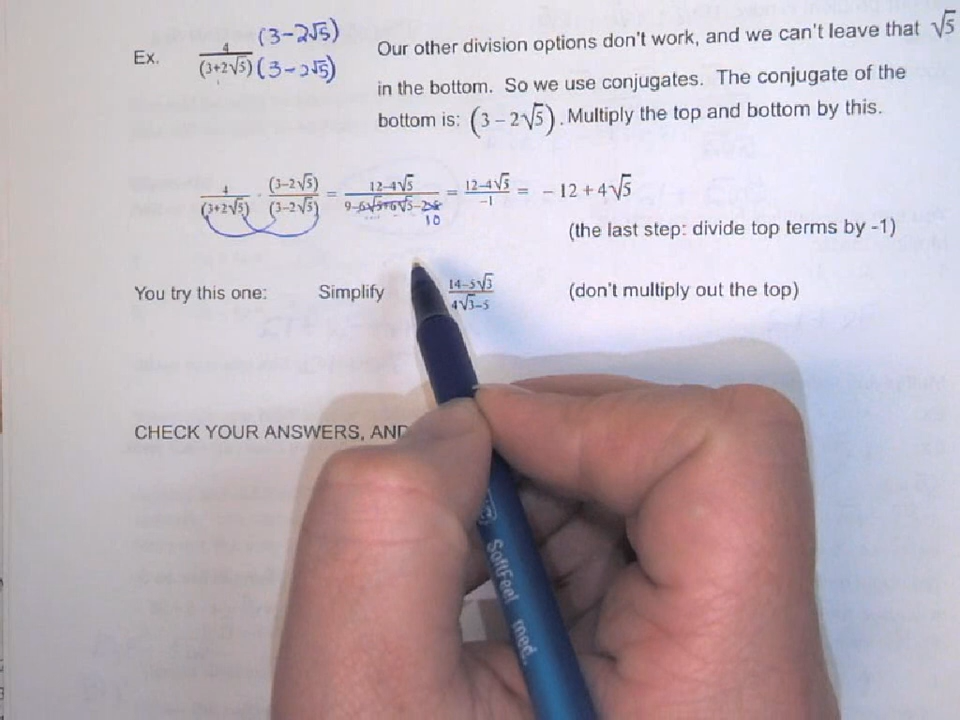 Ex. 4/(3+2√5) (3-2√5)/(3-2√5)
Our other division options don't work, and we can't leave that √5
in the bottom. So we use conjugates. The conjugate of the
bottom is: (3 – 2√5). Multiply the top and bottom by this.
4/(3+2√5) · (3–2√5)/(3–2√5) = 12–4√5/9–6√5+6√5– 10 = 12–4√5/-1 = – 12 + 4√5
(the last step: divide top terms by -1)
You try this one: Simplify 14–5√3/4√3–5 (don't multiply out the top)
CHECK YOUR ANSWERS, AND
SoftFeel med.